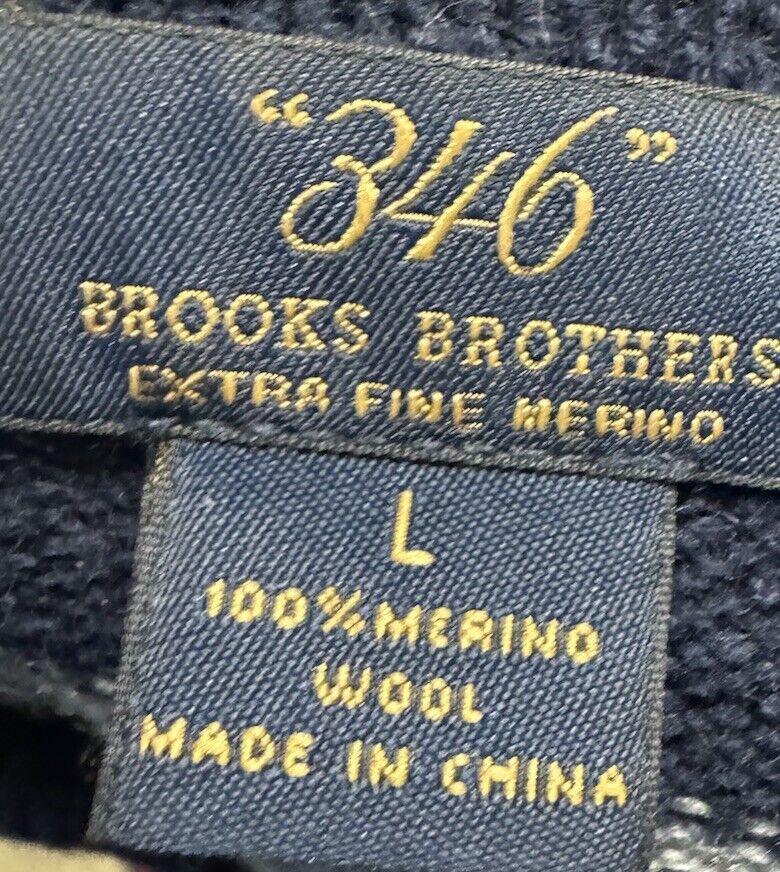 “346”
BROOKS BROTHERS
EXTRA FINE MERINO
L
100% MERINO
WOOL
MADE IN CHINA